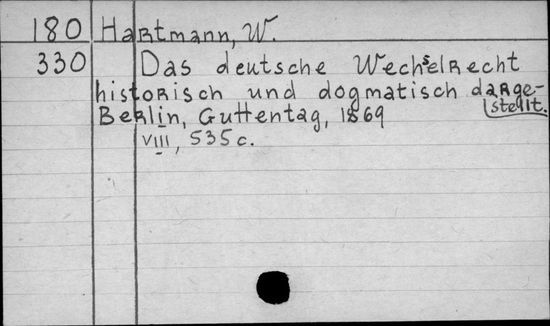 180 Hartmann, W.
330 Das deutsche Wechselrecht
historisch und dogmatisch darge-
stellt.
Berlin, Guttentag, 1869
VIII, 535 c.